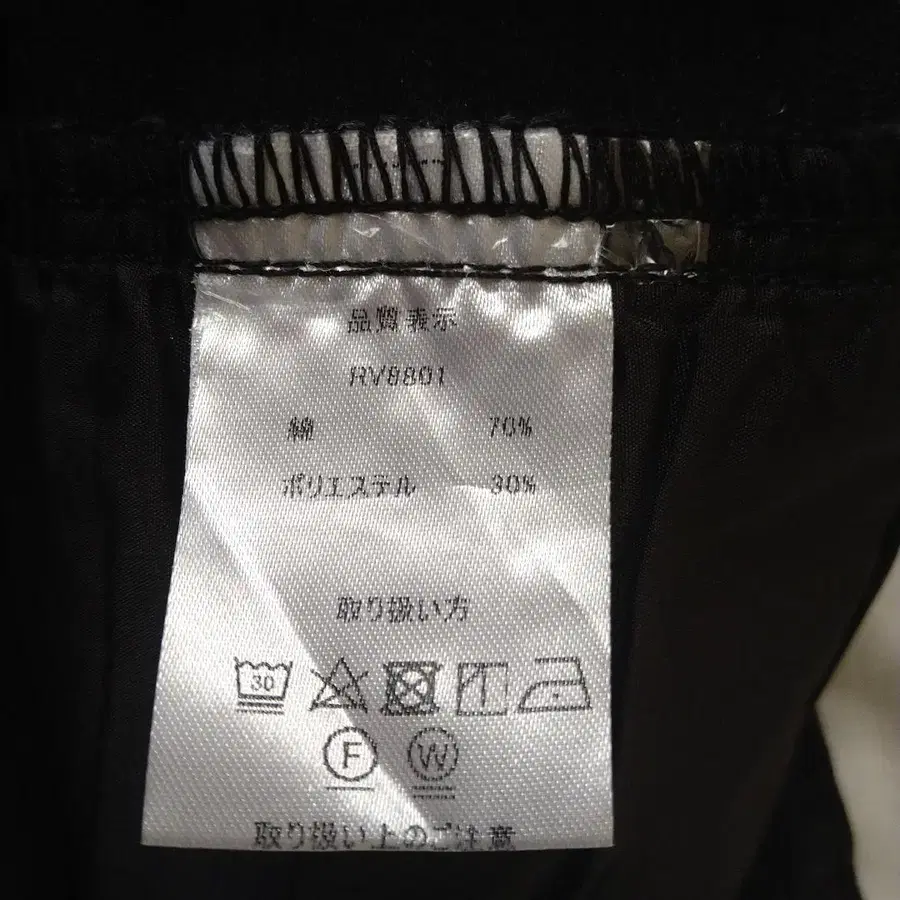 品質表示
RV8801
綿 70%
ポリエステル 30%
取り扱い方
30
F W
取り扱い上のご注意